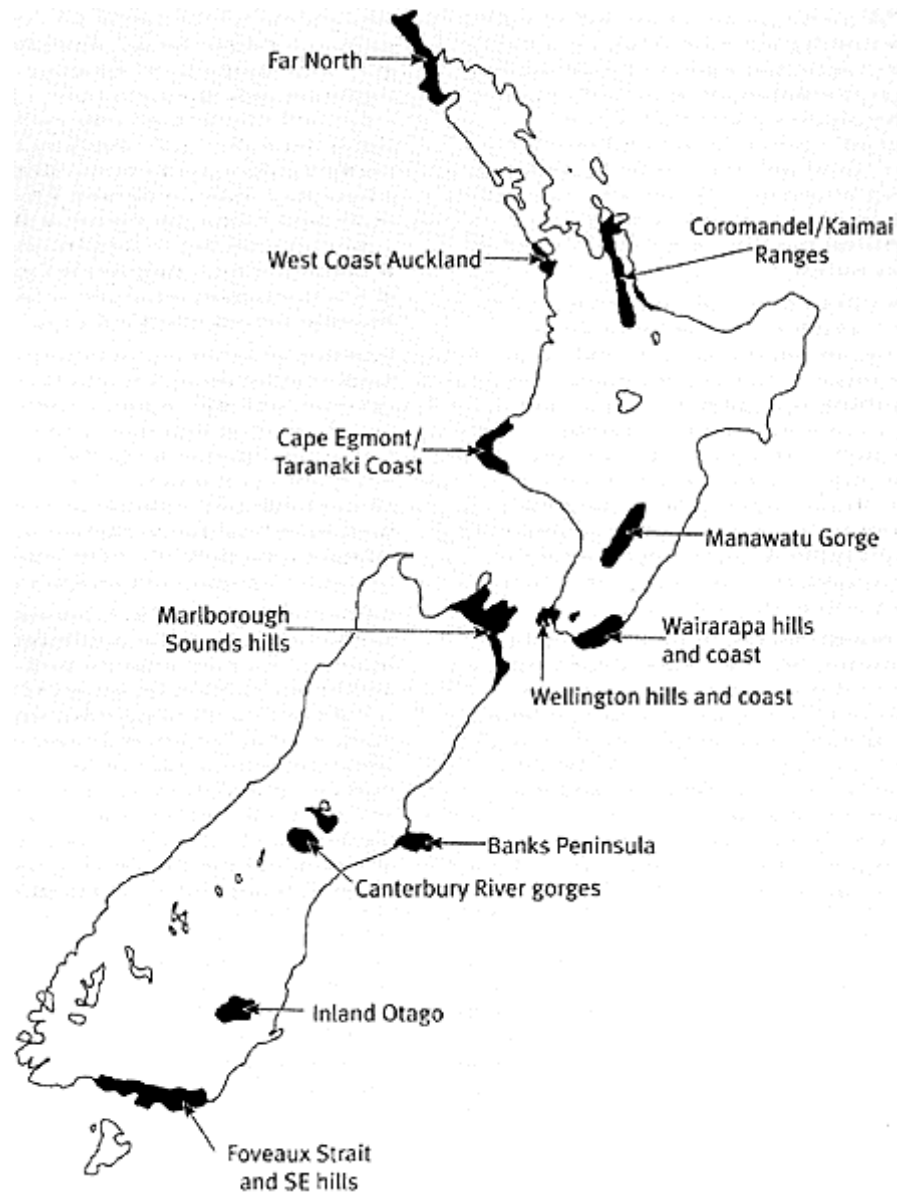 Far North
Coromandel/Kaimai
Ranges
West Coast Auckland
Cape Egmont/
Taranaki Coast
Manawatu Gorge
Marlborough
Sounds hills
Wairarapa hills
and coast
Wellington hills and coast
Banks Peninsula
Canterbury River gorges
Inland Otago
Foveaux Strait
and SE hills